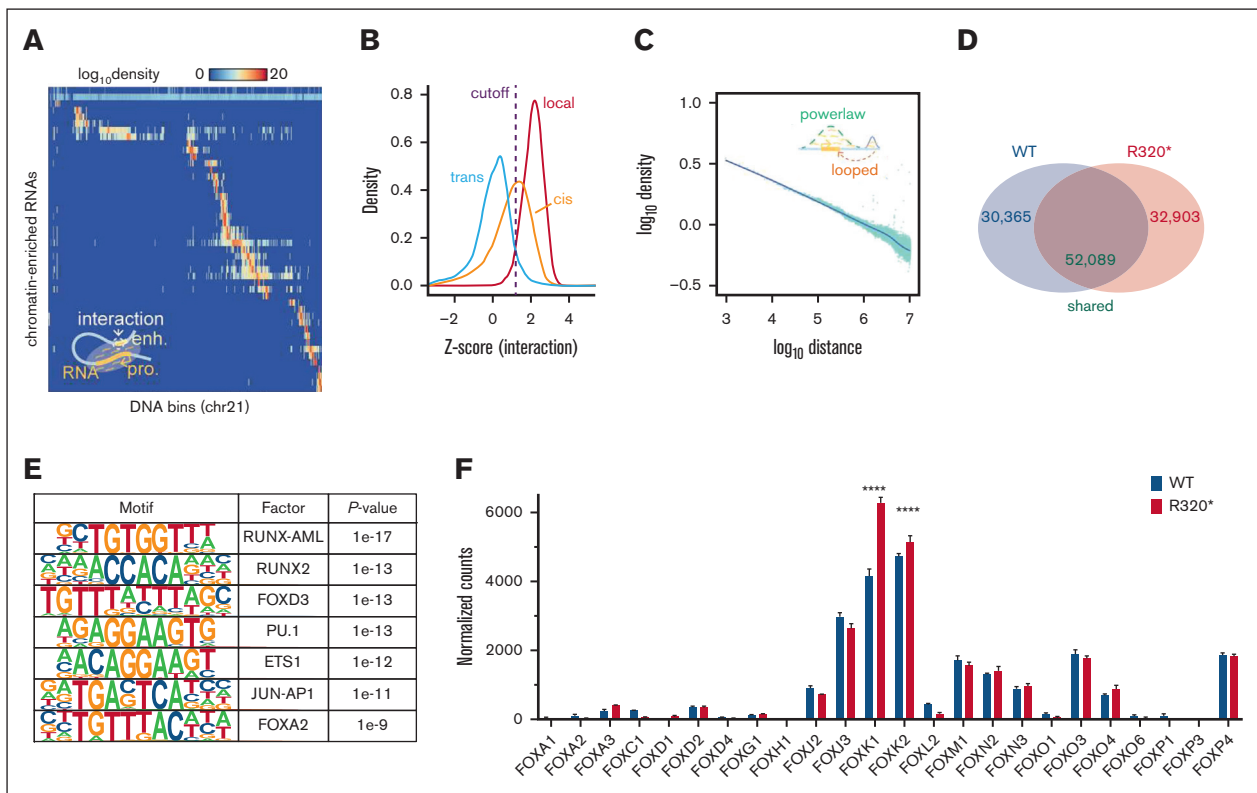 A
log10density 0 20
chromatin-enriched RNAs
interaction
enh.
RNA
pro.
DNA bins (chr21)
B
cutoff
local
trans
cis
Density
0.8
0.6
0.4
0.2
0.0
−2 0 2 4
Z-score (interaction)
C
powerlaw
looped
log10 density
1.0
0.5
0.0
−0.5
3 4 5 6 7
log10 distance
D
WT R320*
30,365 32,903
52,089
shared
E
Motif Factor P-value
RUNX-AML 1e-17
RUNX2 1e-13
FOXD3 1e-13
PU.1 1e-13
ETS1 1e-12
JUN-AP1 1e-11
FOXA2 1e-9
F
WT
R320*
**** ****
Normalized counts
6000
4000
2000
0
FOXA1 FOXA2 FOXA3 FOXC1 FOXD1 FOXD2 FOXD4 FOXG1 FOXH1 FOXJ2 FOXJ3 FOXK1 FOXK2 FOXL2 FOXM1 FOXN2 FOXN3 FOXO1 FOXO3 FOXO4 FOXO6 FOXP1 FOXP3 FOXP4